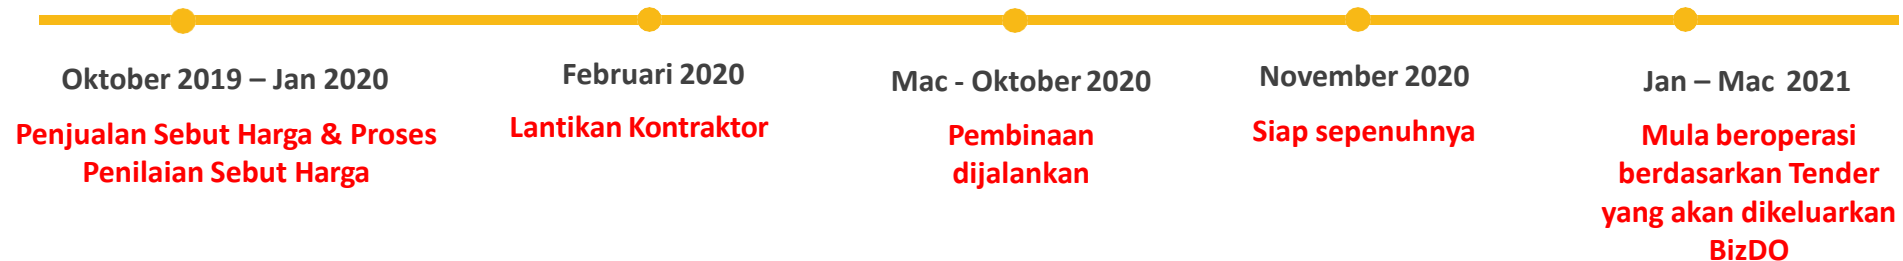 Oktober 2019 – Jan 2020
Penjualan Sebut Harga & Proses
Penilaian Sebut Harga
Februari 2020
Lantikan Kontraktor
Mac - Oktober 2020
Pembinaan
dijalankan
November 2020
Siap sepenuhnya
Jan – Mac 2021
Mula beroperasi
berdasarkan Tender
yang akan dikeluarkan
BizDO